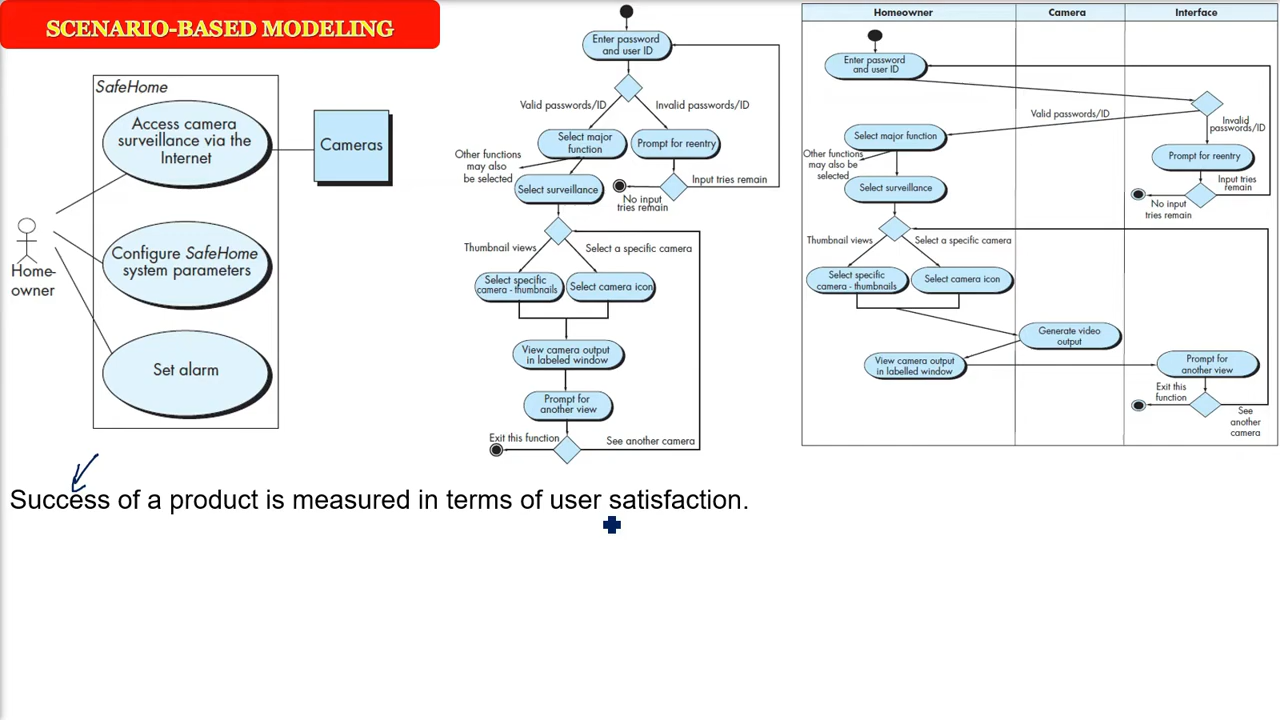 SCENARIO-BASED MODELING
SafeHome
Access camera
surveillance via the
Internet
Cameras
Configure SafeHome
system parameters
Set alarm
Home-
owner
Enter password
and user ID
Valid passwords/ID
Invalid passwords/ID
Select major
function
Prompt for reentry
Other functions
may also
be selected
Select surveillance
Input tries remain
No input
tries remain
Thumbnail views
Select a specific camera
Select specific
camera - thumbnails
Select camera icon
View camera output
in labeled window
Prompt for
another view
Exit this function
See another camera
Homeowner
Camera
Interface
Enter password
and user ID
Valid passwords/ID
Invalid
passwords/ID
Select major function
Other functions
may also be
selected
Prompt for reentry
Select surveillance
Input tries
remain
No input
tries remain
Thumbnail views
Select a specific camera
Select specific
camera - thumbnails
Select camera icon
Generate video
output
View camera output
in labelled window
Prompt for
another view
Exit this
function
See
another
camera
Success of a product is measured in terms of user satisfaction.